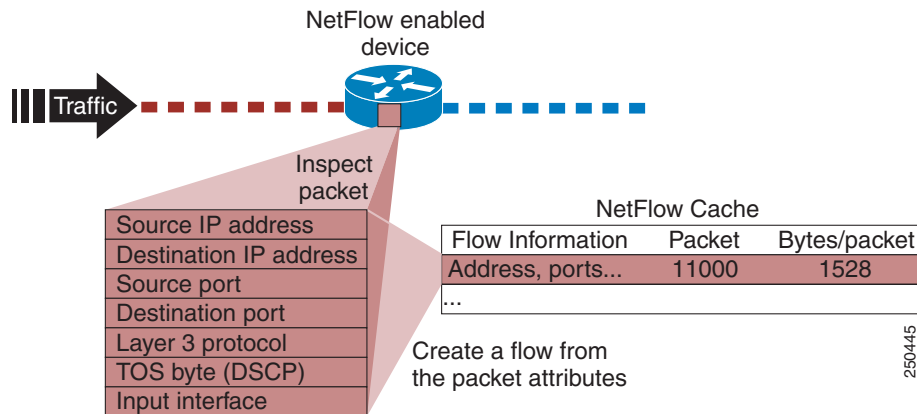 NetFlow enabled
device
Traffic
Inspect
packet
Source IP address
Destination IP address
Source port
Destination port
Layer 3 protocol
TOS byte (DSCP)
Input interface
NetFlow Cache
Flow Information Packet Bytes/packet
Address, ports... 11000 1528
...
Create a flow from
the packet attributes
250445